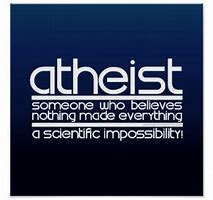 atheist
someone who believes
nothing made everything
a scientific impossibility!